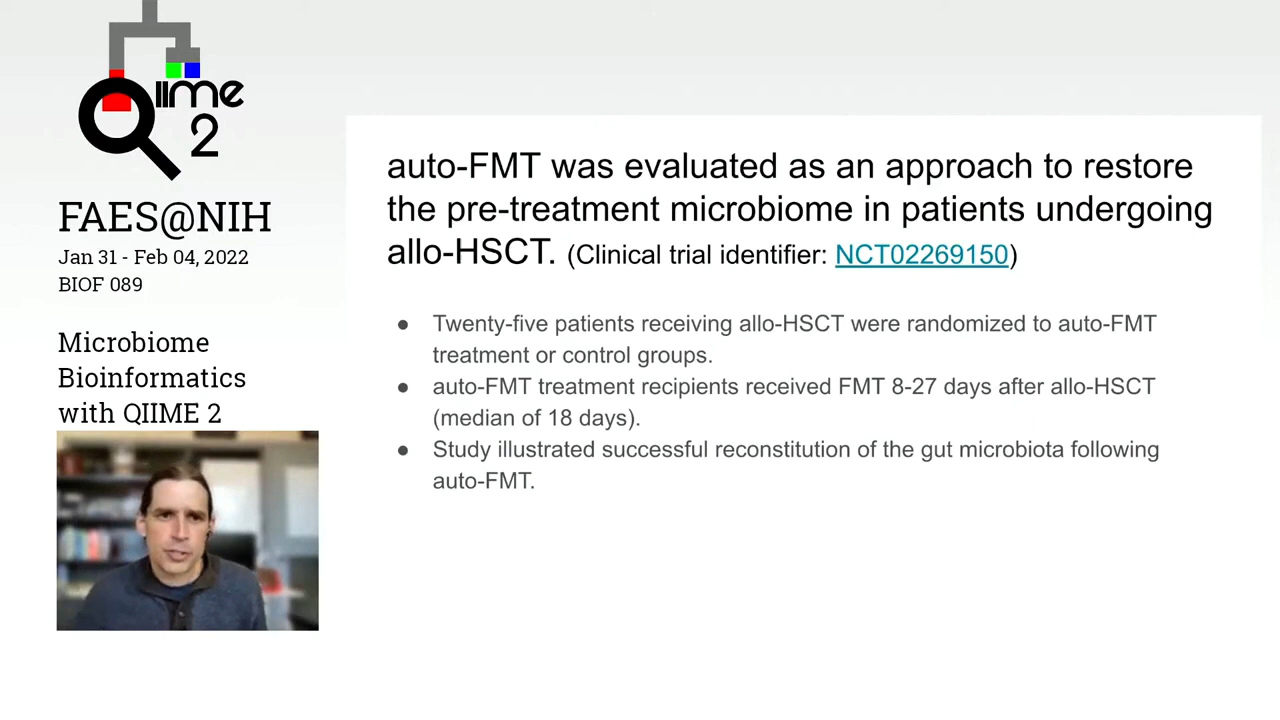 QIIME
2
FAES@NIH
Jan 31 - Feb 04, 2022
BIOF 089
Microbiome
Bioinformatics
with QIIME 2
auto-FMT was evaluated as an approach to restore
the pre-treatment microbiome in patients undergoing
allo-HSCT. (Clinical trial identifier: NCT02269150)
● Twenty-five patients receiving allo-HSCT were randomized to auto-FMT
treatment or control groups.
● auto-FMT treatment recipients received FMT 8-27 days after allo-HSCT
(median of 18 days).
● Study illustrated successful reconstitution of the gut microbiota following
auto-FMT.